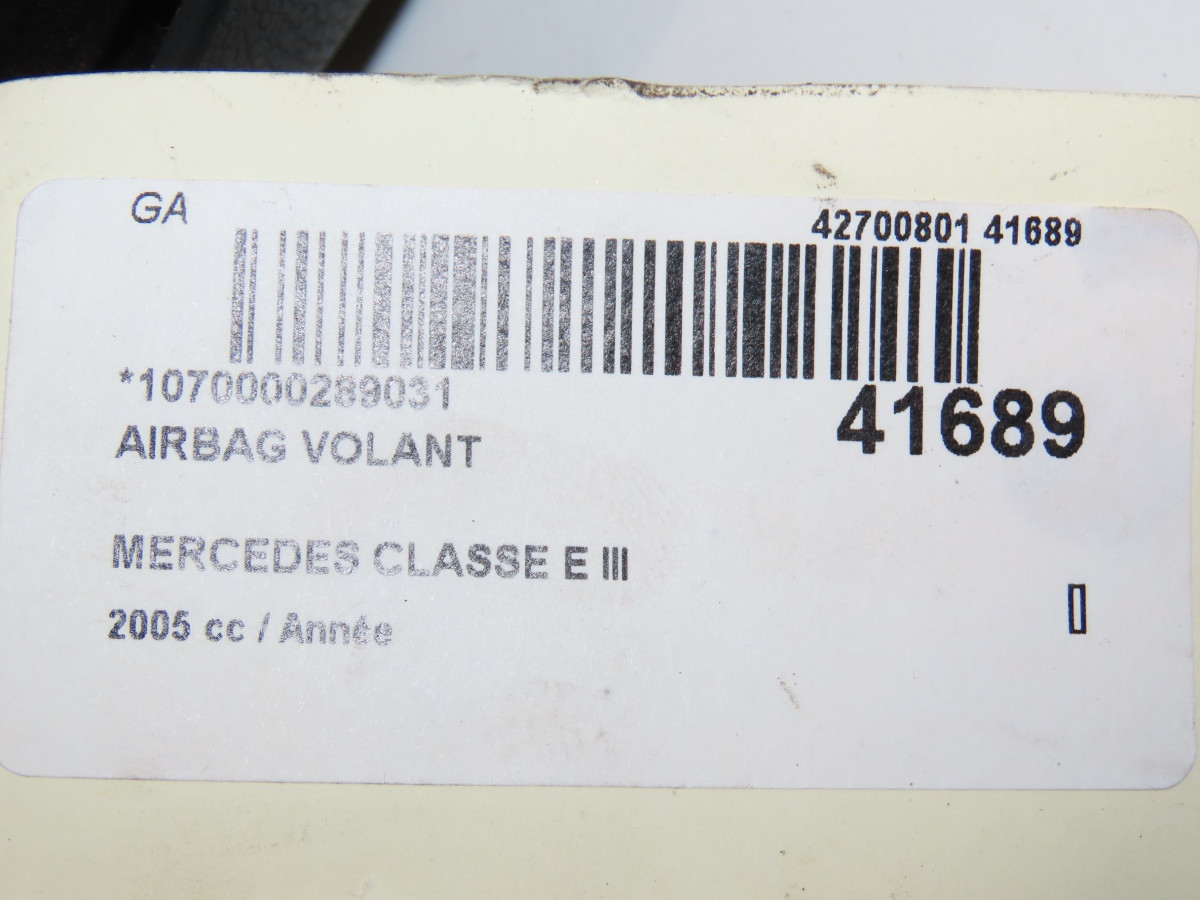 GA
42700801 41689
*1070000289031
41689
AIRBAG VOLANT
MERCEDES CLASSE E III
2005 cc / Année